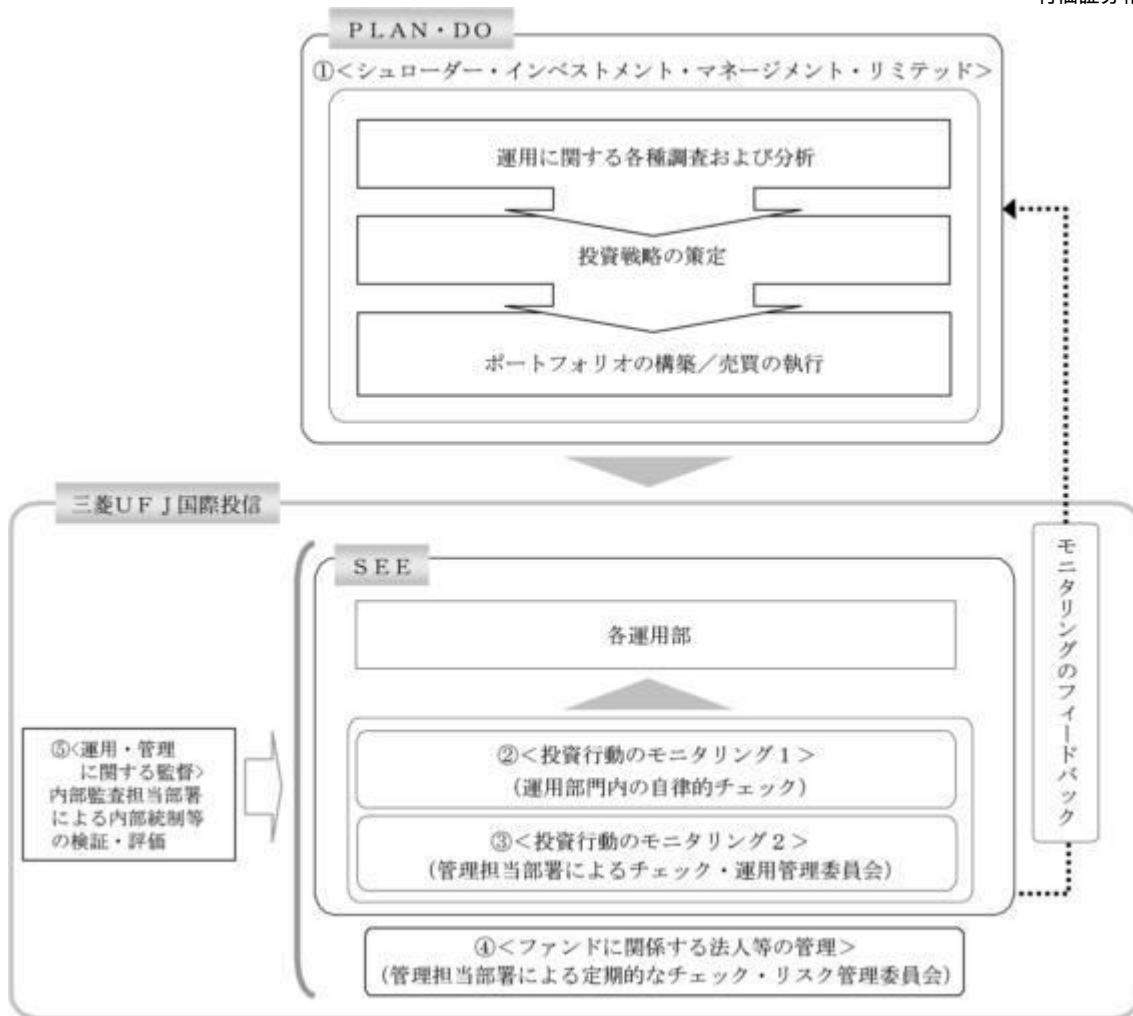 ＰＬＡＮ・ＤＯ
①＜シュローダー・インベストメント・マネージメント・リミテッド＞
運用に関する各種調査および分析
投資戦略の策定
ポートフォリオの構築／売買の執行
三菱ＵＦＪ国際投信
ＳＥＥ
各運用部
②＜投資行動のモニタリング１＞
（運用部門内の自律的チェック）
③＜投資行動のモニタリング２＞
（管理担当部署によるチェック・運用管理委員会）
④＜ファンドに関係する法人等の管理＞
（管理担当部署による定期的なチェック・リスク管理委員会）
⑤＜運用・管理
に関する監督＞
内部監査担当部署
による内部統制等
の検証・評価
モニタリングのフィードバック